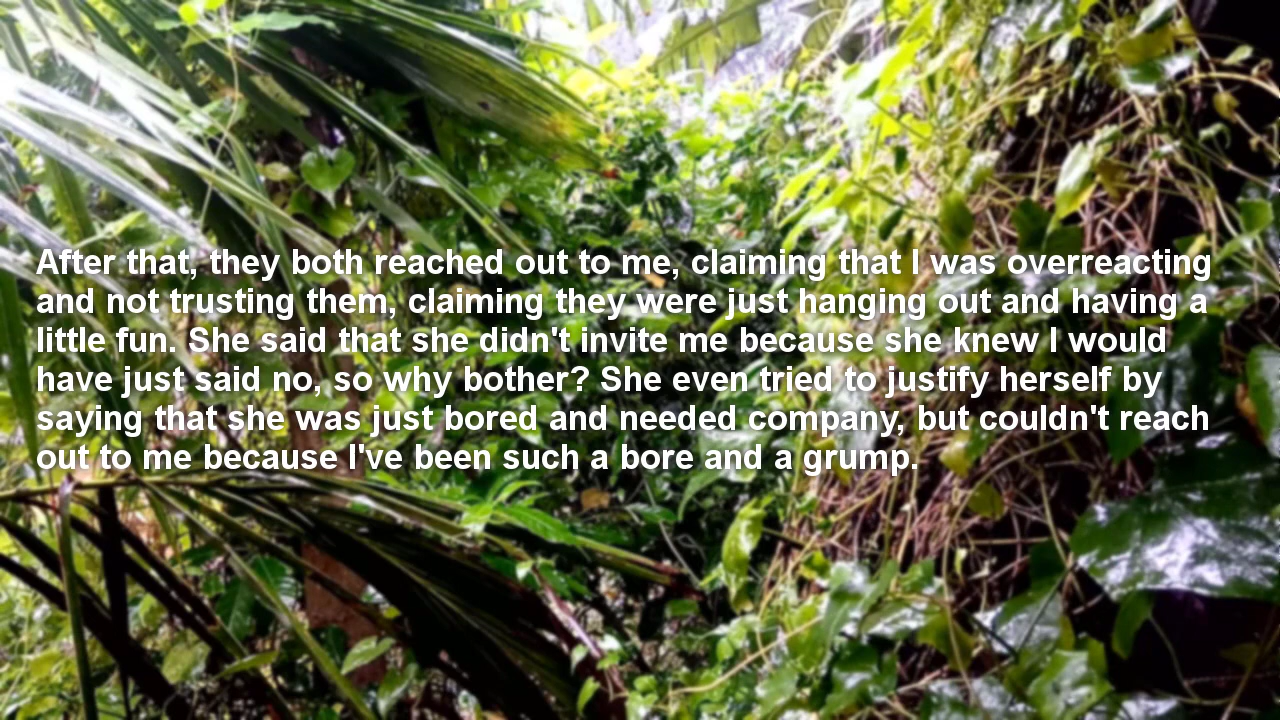 After that, they both reached out to me, claiming that I was overreacting
and not trusting them, claiming they were just hanging out and having a
little fun. She said that she didn't invite me because she knew I would
have just said no, so why bother? She even tried to justify herself by
saying that she was just bored and needed company, but couldn't reach
out to me because I've been such a bore and a grump.